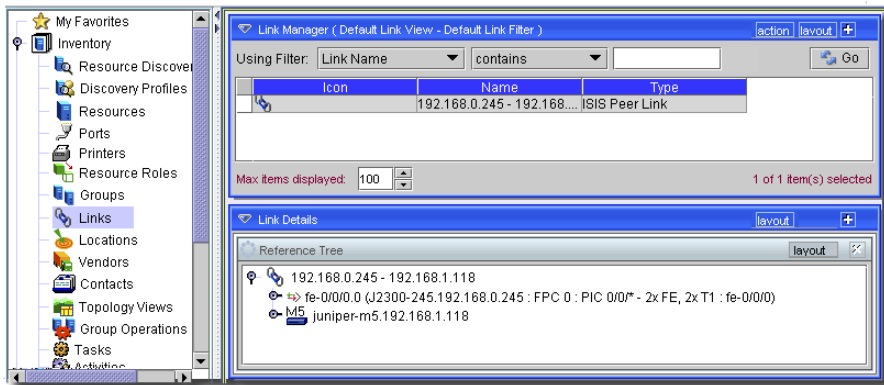 My Favorites
Inventory
Resource Discover
Discovery Profiles
Resources
Ports
Printers
Resource Roles
Groups
Links
Locations
Vendors
Contacts
Topology Views
Group Operations
Tasks
Activities
Link Manager ( Default Link View - Default Link Filter )
action layout
Using Filter: Link Name contains Go
Icon Name Type
192.168.0.245 - 192.168.... ISIS Peer Link
Max items displayed: 100 1 of 1 item(s) selected
Link Details layout
Reference Tree layout
192.168.0.245 - 192.168.1.118
fe-0/0/0.0 (J2300-245.192.168.0.245 : FPC 0 : PIC 0/0/* - 2x FE, 2x T1 : fe-0/0/0)
M5 juniper-m5.192.168.1.118